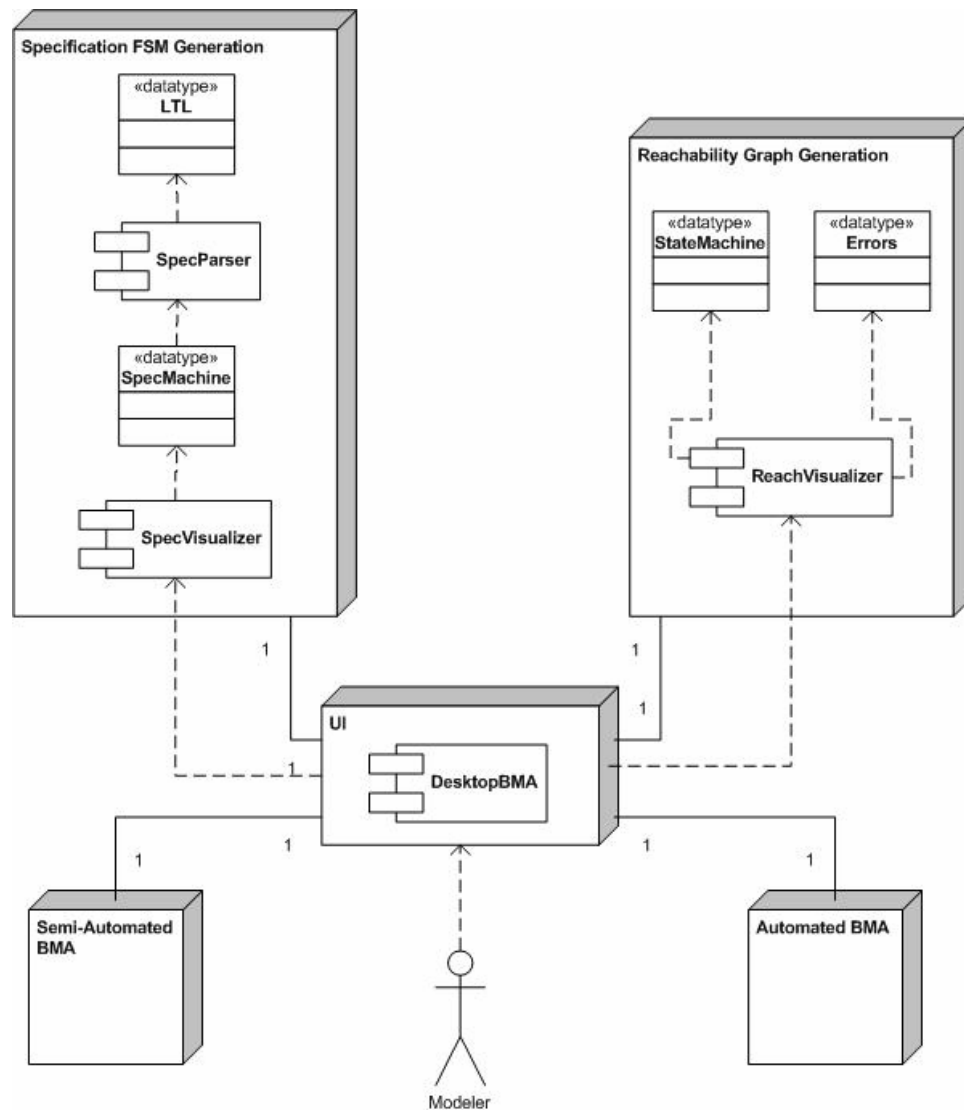 Specification FSM Generation
«datatype»
LTL
SpecParser
«datatype»
SpecMachine
SpecVisualizer
Reachability Graph Generation
«datatype»
StateMachine
«datatype»
Errors
ReachVisualizer
1
1
1
1
UI
DesktopBMA
1
1
1
1
Semi-Automated
BMA
Automated BMA
Modeler